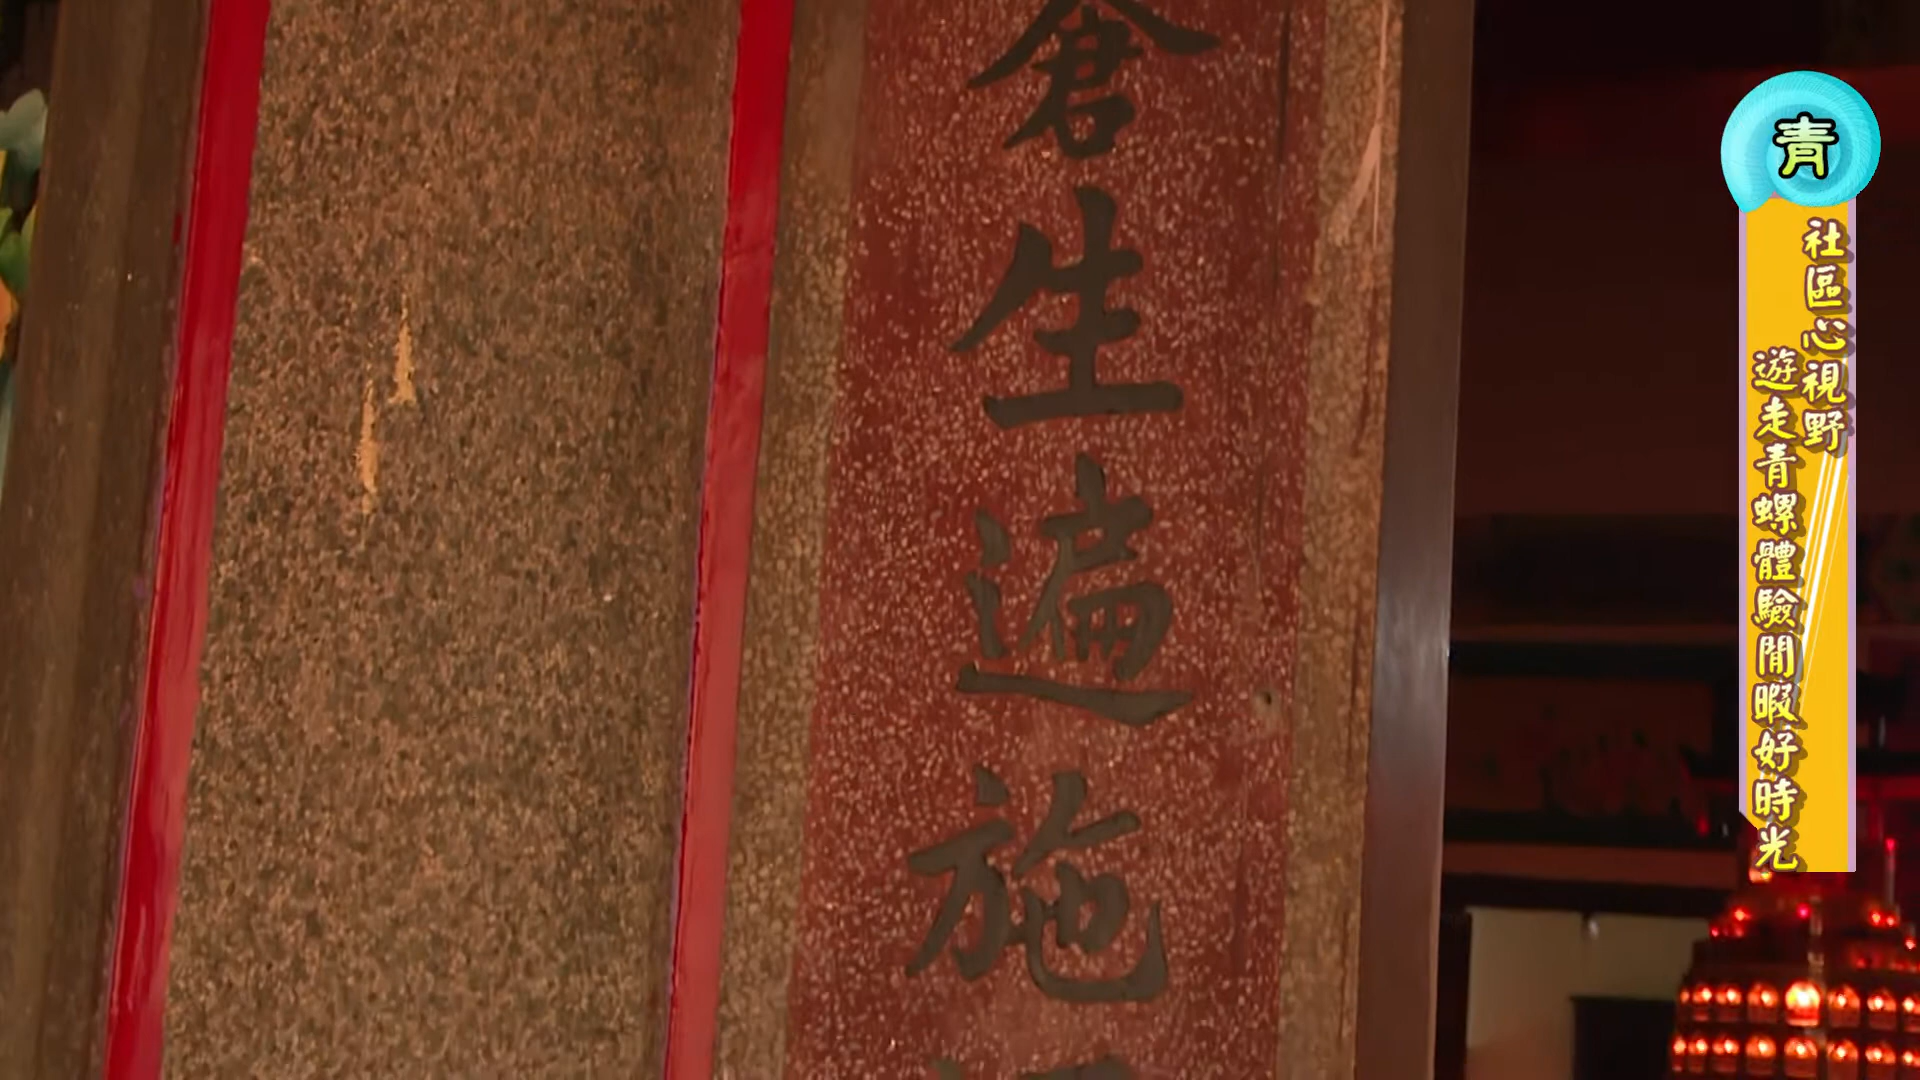 倉生遍施
青
社區心視野
遊走青螺體驗閒暇好時光